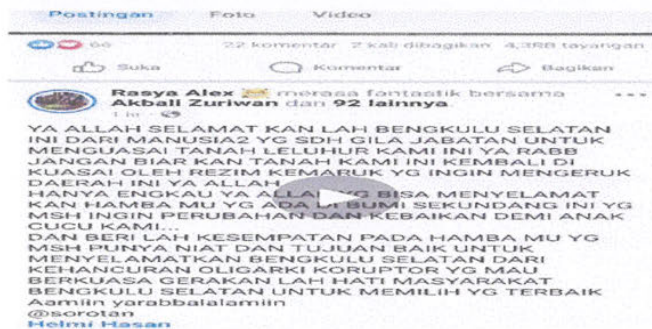 Postingan Foto Video
66 22 komentar 2 kali dibagikan 4,3RB tayangan
Suka Komentar Bagikan
Rasya Alex merasa fantastik bersama
Akbali Zuriwan dan 92 lainnya.
1 hr
YA ALLAH SELAMAT KAN LAH BENGKULU SELATAN
INI DARI MANUSIA2 YG SDH GILA JABATAN UNTUK
MENGUASAI TANAH LELUHUR KAMI INI YA RABB
JANGAN BIAR KAN TANAH KAMI INI KEMBALI DI
KUASAI OLEH REZIM KEMARUK YG INGIN MENGERUK
DAERAH INI YA ALLAH
HANYA ENGKAU YA ALLAH YG BISA MENYELAMAT
KAN HAMBA MU YG ADA DI BUMI SEKUNDANG INI YG
MSH INGIN PERUBAHAN DAN KEBAIKAN DEMI ANAK
CUCU KAMI...
DAN BERI LAH KESEMPATAN PADA HAMBA MU YG
MSH PUNYA NIAT DAN TUJUAN BAIK UNTUK
MENYELAMATKAN BENGKULU SELATAN DARI
KEHANCURAN OLIGARKI KORUPTOR YG MAU
BERKUASA GERAKAN LAH HATI MASYARAKAT
BENGKULU SELATAN UNTUK MEMILIH YG TERBAIK
Aamiin yarabbalalamiin
@sorotan
Helmi Hasan